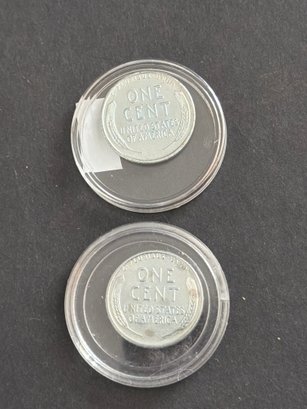 ONE
CENT
UNITED STATES
OF AMERICA
ONE
CENT
UNITED STATES
OF AMERICA